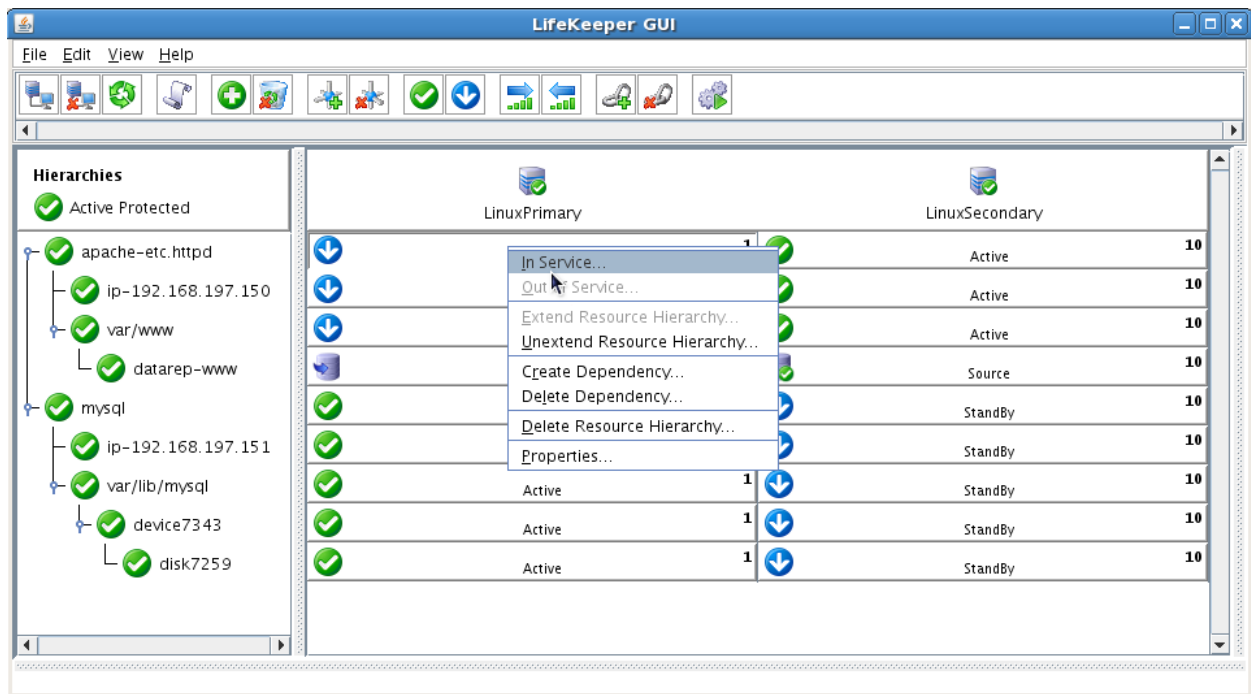 LifeKeeper GUI
File Edit View Help
Hierarchies
Active Protected
LinuxPrimary
LinuxSecondary
apache-etc.httpd
1
Active
10
ip-192.168.197.150
Active
10
var/www
Active
10
datarep-www
Source
10
mysql
StandBy
10
ip-192.168.197.151
StandBy
10
var/lib/mysql
Active
1
StandBy
10
device7343
Active
1
StandBy
10
disk7259
Active
1
StandBy
10
In Service...
Out Service...
Extend Resource Hierarchy...
Unextend Resource Hierarchy...
Create Dependency...
Delete Dependency...
Delete Resource Hierarchy...
Properties...